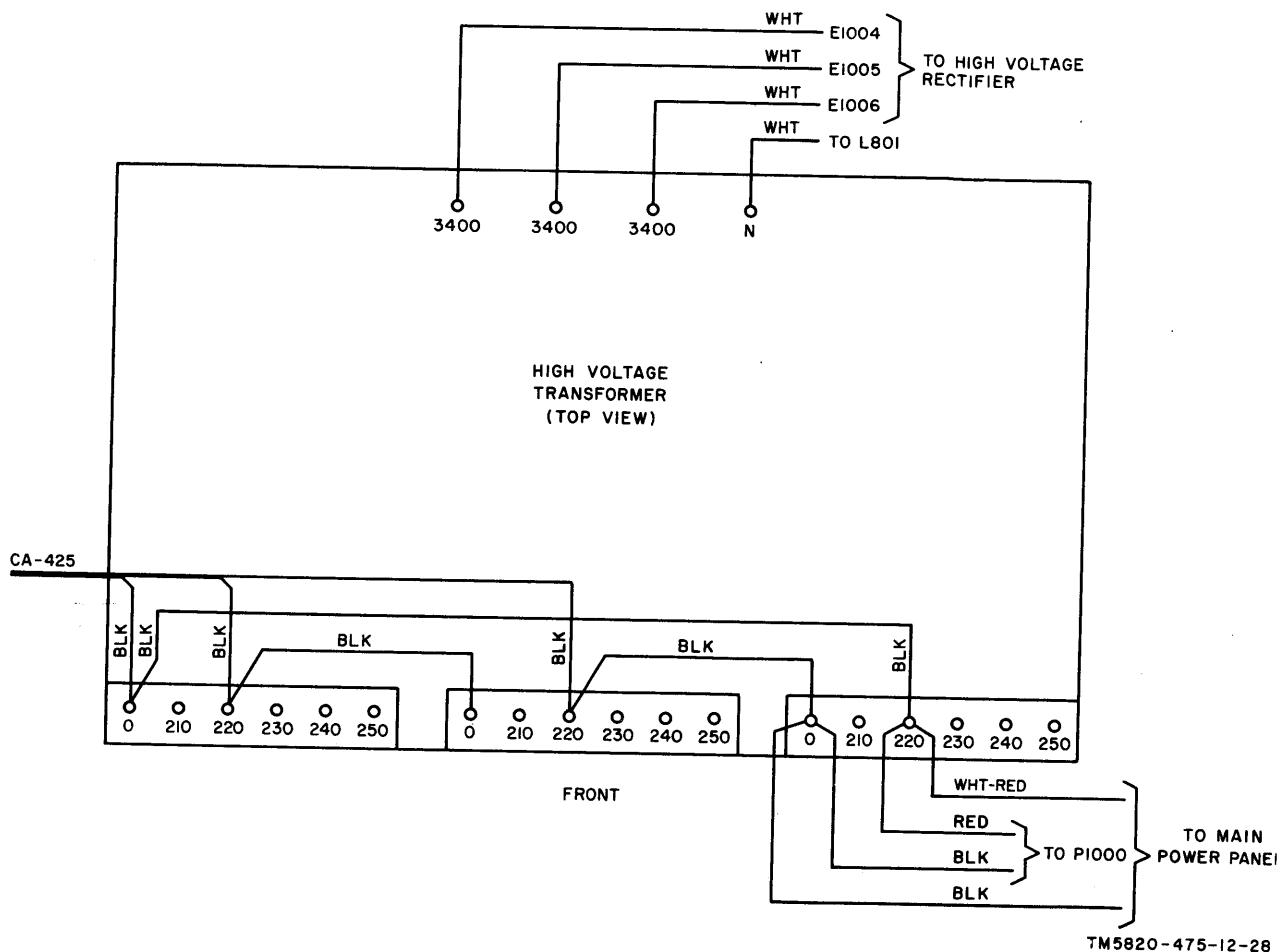 WHT
E1004
WHT
E1005
TO HIGH VOLTAGE
RECTIFIER
WHT
E1006
WHT
TO L801
3400 3400 3400 N
HIGH VOLTAGE
TRANSFORMER
(TOP VIEW)
CA-425
BLK
BLK
BLK
BLK
BLK
BLK
BLK
0 210 220 230 240 250
0 210 220 230 240 250
0 210 220 230 240 250
FRONT
WHT-RED
RED
BLK
TO P1000
BLK
TO MAIN
POWER PANEL
TM5820-475-12-28